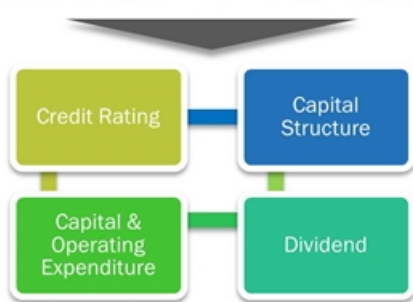 Credit Rating
Capital
Structure
Capital &
Operating
Expenditure
Dividend